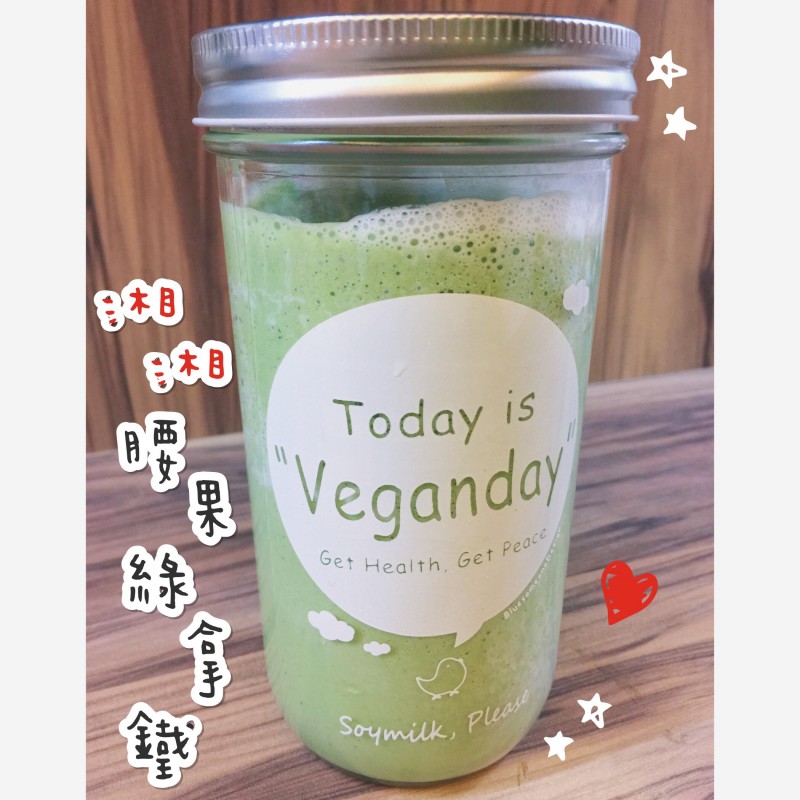 湘湘
腰果綠拿鐵
Today is
"Veganday"
Get Health, Get Peace
Soymilk, Please